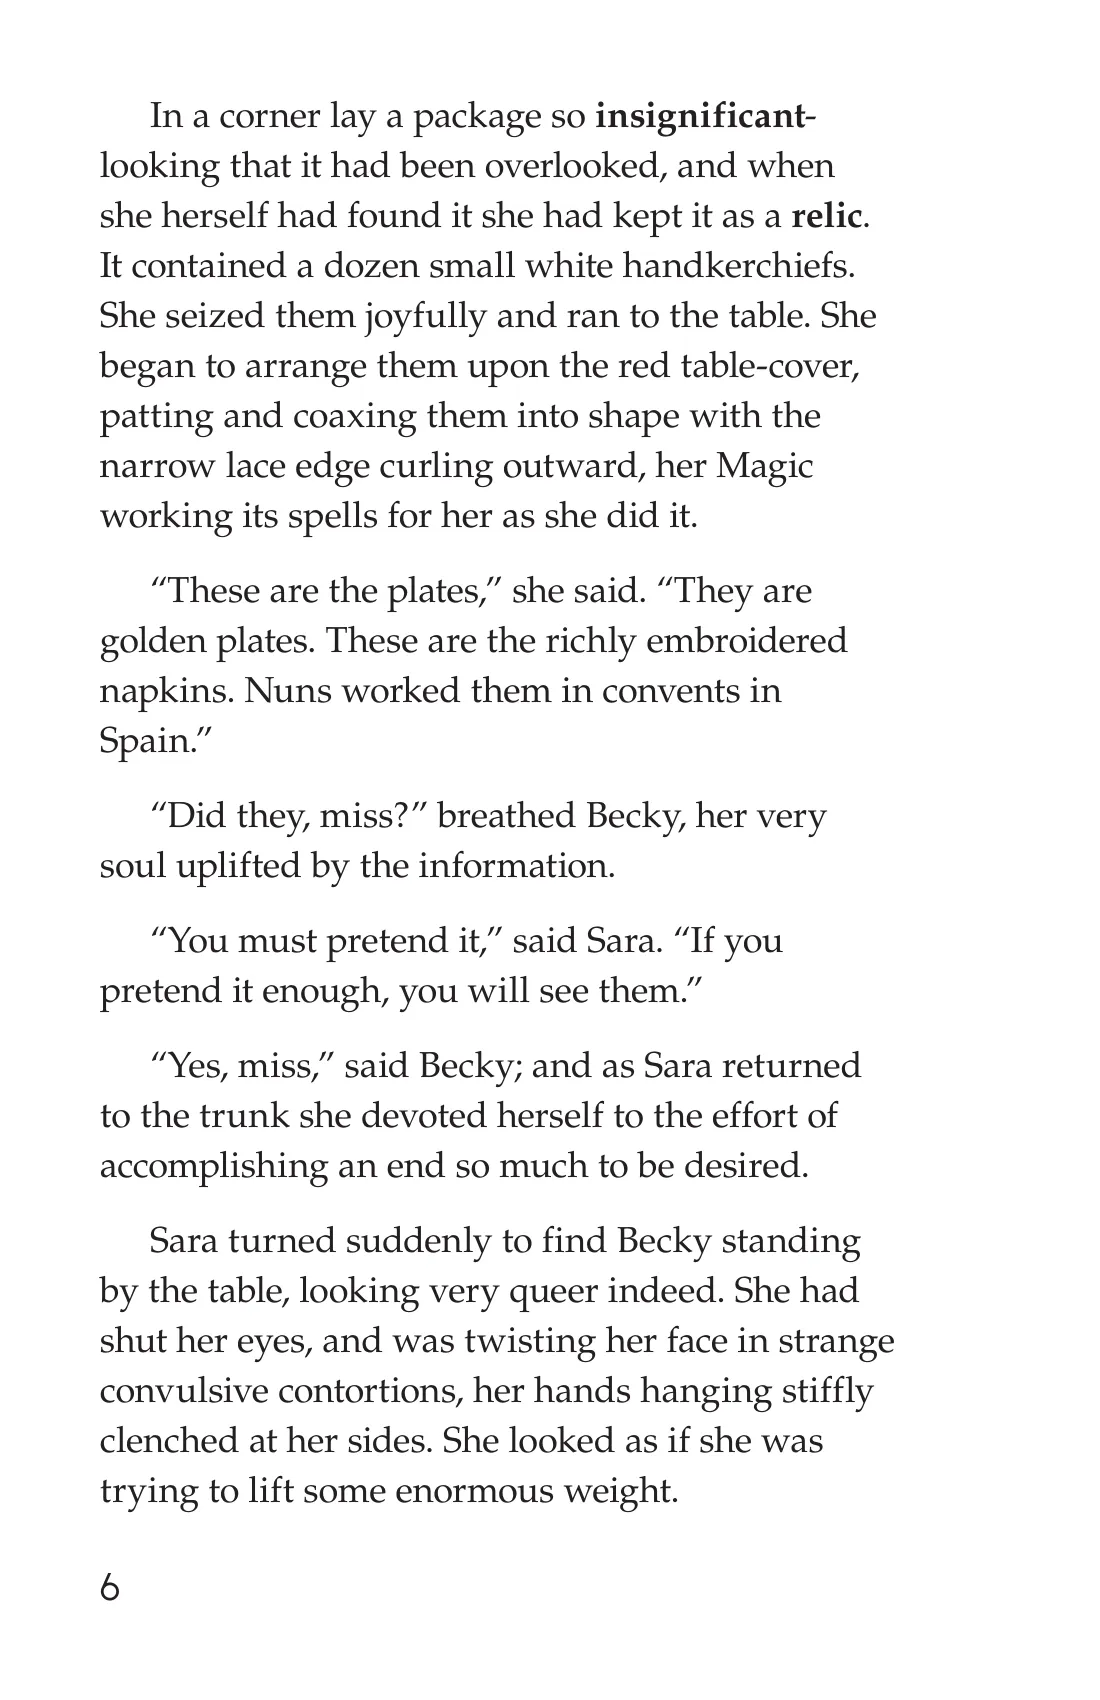 In a corner lay a package so insignificant-
looking that it had been overlooked, and when
she herself had found it she had kept it as a relic.
It contained a dozen small white handkerchiefs.
She seized them joyfully and ran to the table. She
began to arrange them upon the red table-cover,
patting and coaxing them into shape with the
narrow lace edge curling outward, her Magic
working its spells for her as she did it.
“These are the plates,” she said. “They are
golden plates. These are the richly embroidered
napkins. Nuns worked them in convents in
Spain.”
“Did they, miss?” breathed Becky, her very
soul uplifted by the information.
“You must pretend it,” said Sara. “If you
pretend it enough, you will see them.”
“Yes, miss,” said Becky; and as Sara returned
to the trunk she devoted herself to the effort of
accomplishing an end so much to be desired.
Sara turned suddenly to find Becky standing
by the table, looking very queer indeed. She had
shut her eyes, and was twisting her face in strange
convulsive contortions, her hands hanging stiffly
clenched at her sides. She looked as if she was
trying to lift some enormous weight.
6